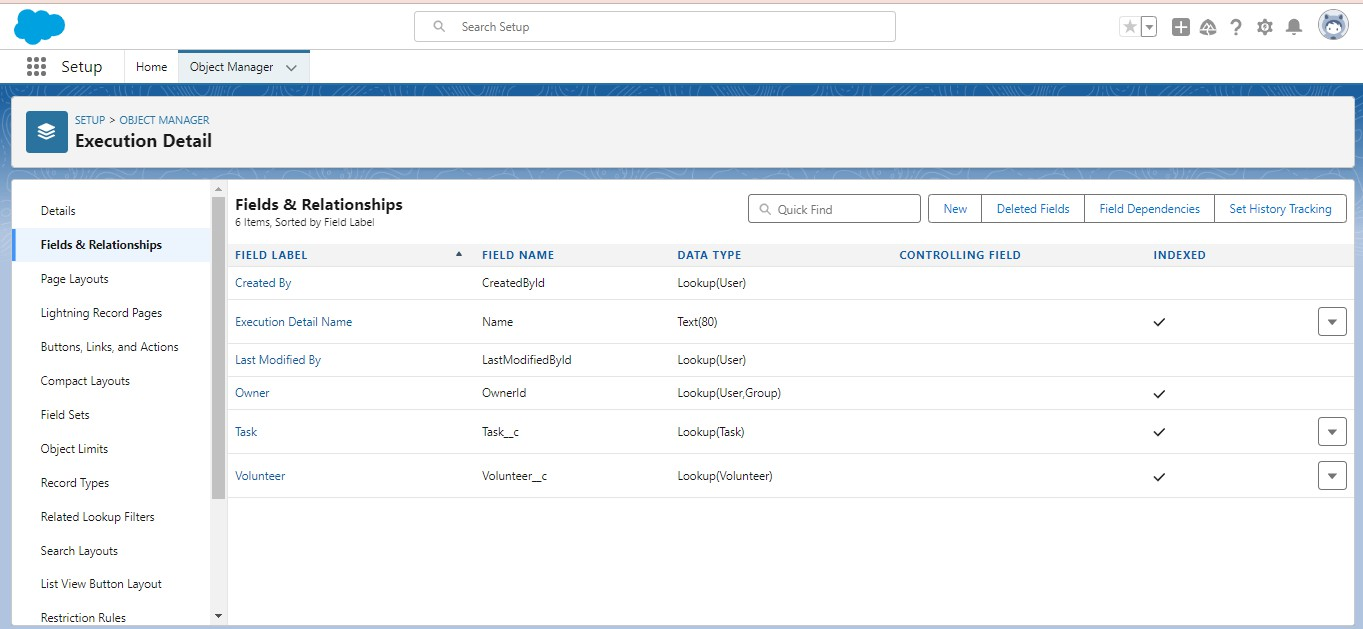 Search Setup
Setup
Home
Object Manager
SETUP > OBJECT MANAGER
Execution Detail
Details
Fields & Relationships
Page Layouts
Lightning Record Pages
Buttons, Links, and Actions
Compact Layouts
Field Sets
Object Limits
Record Types
Related Lookup Filters
Search Layouts
List View Button Layout
Restriction Rules
Fields & Relationships
6 Items, Sorted by Field Label
Quick Find
New
Deleted Fields
Field Dependencies
Set History Tracking
FIELD LABEL FIELD NAME DATA TYPE CONTROLLING FIELD INDEXED
Created By CreatedById Lookup(User)
Execution Detail Name Name Text(80)
Last Modified By LastModifiedById Lookup(User)
Owner OwnerId Lookup(User,Group)
Task Task__c Lookup(Task)
Volunteer Volunteer__c Lookup(Volunteer)